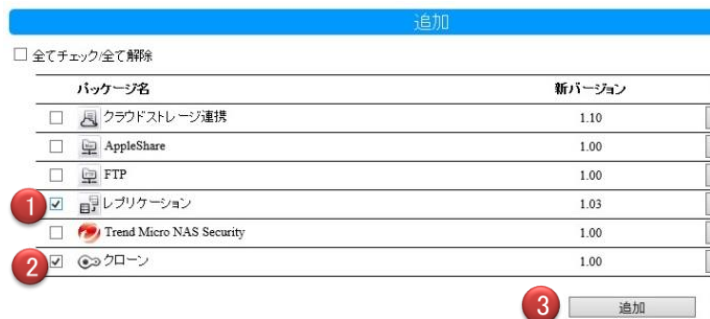 追加
全てチェック/全て解除
パッケージ名 新バージョン
クラウドストレージ連携 1.10
AppleShare 1.00
FTP 1.00
1 レプリケーション 1.03
Trend Micro NAS Security 1.00
2 クローン 1.00
3 追加